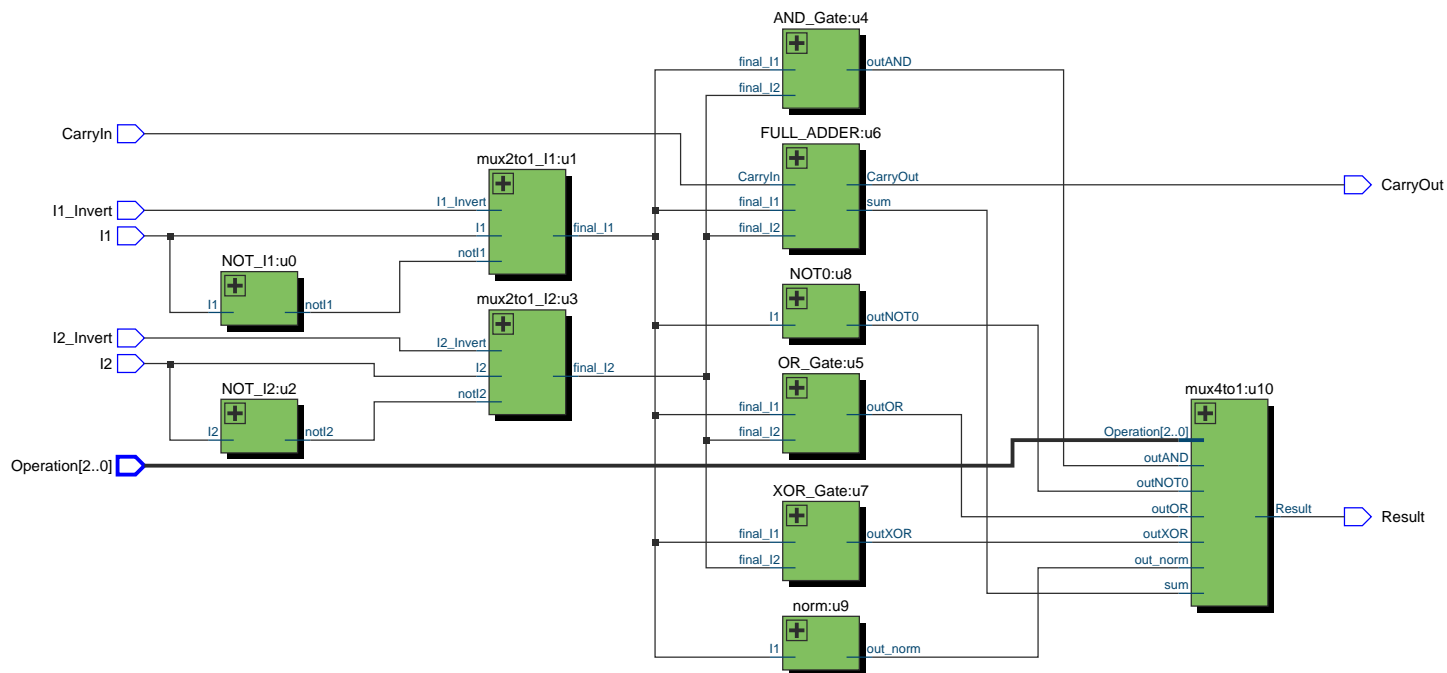 AND_Gate:u4
final_I1
final_I2
outAND
CarryIn
FULL_ADDER:u6
CarryIn
final_I1
final_I2
CarryOut
sum
CarryOut
mux2to1_I1:u1
I1_Invert
I1_Invert
I1
I1
notI1
final_I1
NOT_I1:u0
I1
notI1
NOT0:u8
I1
outNOT0
mux2to1_I2:u3
I2_Invert
I2_Invert
I2
I2
notI2
final_I2
NOT_I2:u2
I2
notI2
OR_Gate:u5
final_I1
final_I2
outOR
Operation[2..0]
mux4to1:u10
Operation[2..0]
outAND
outNOT0
outOR
outXOR
out_norm
sum
Result
Result
XOR_Gate:u7
final_I1
final_I2
outXOR
norm:u9
I1
out_norm